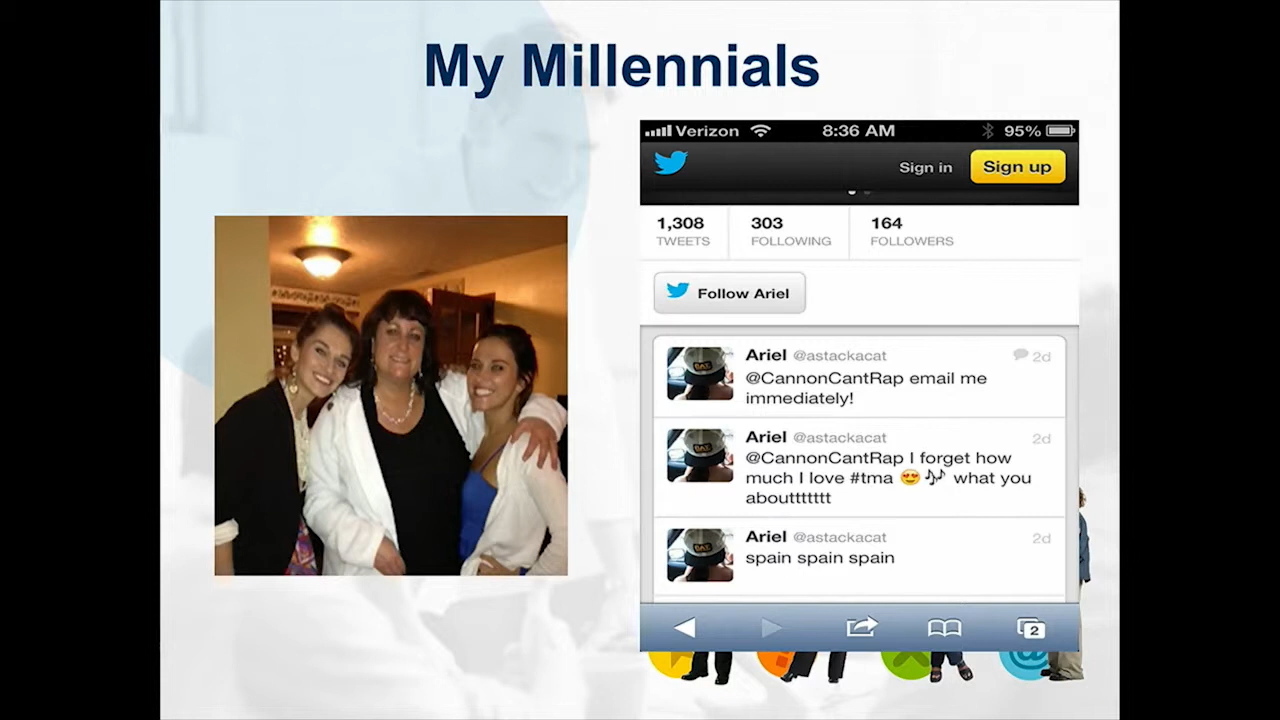 My Millennials
Verizon 8:36 AM 95%
Sign in Sign up
1,308 303 164
TWEETS FOLLOWING FOLLOWERS
Follow Ariel
Ariel @astackacat 2d
@CannonCantRap email me
immediately!
Ariel @astackacat 2d
@CannonCantRap I forget how
much I love #tma 😍🎶 what you
abouttttttt
Ariel @astackacat 2d
spain spain spain
2
@